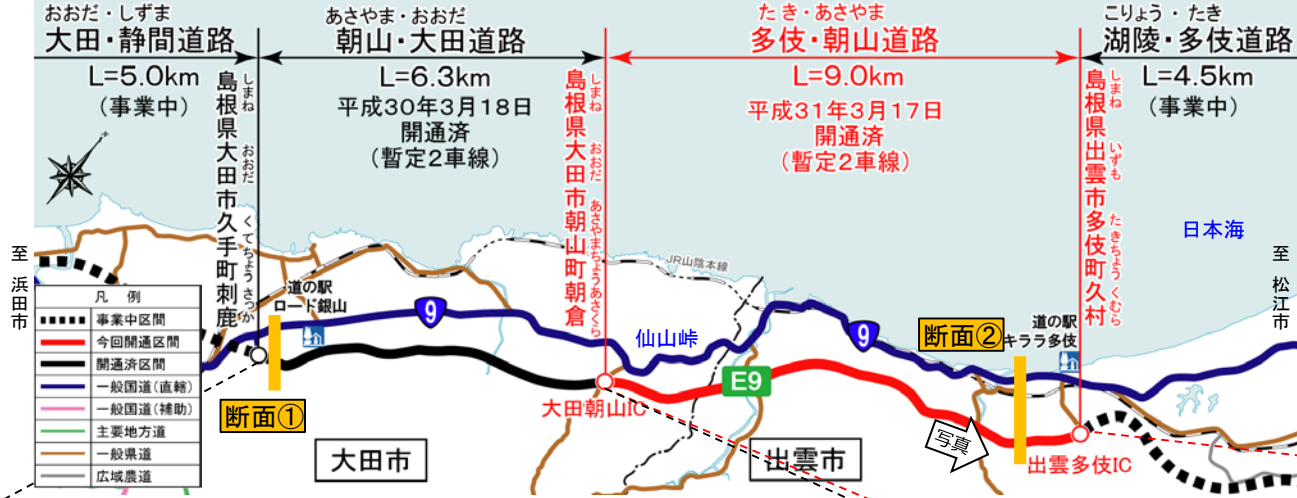 おおだ・しずま
大田・静間道路
L=5.0km
（事業中）
あさやま・おおだ
朝山・大田道路
L=6.3km
平成30年3月18日
開通済
（暫定2車線）
たき・あさやま
多伎・朝山道路
L=9.0km
平成31年3月17日
開通済
（暫定2車線）
こりょう・たき
湖陵・多伎道路
L=4.5km
（事業中）
島根県大田市久手町刺鹿
しまね おおだ くてちょう さつか
島根県大田市朝山町朝倉
しまね おおだ あさやまちょうあさくら
島根県出雲市多伎町久村
しまね いずも たきちょう くむら
日本海
至 浜田市
至 松江市
JR山陰本線
道の駅
ロード銀山
9
仙山峠
9
断面②
道の駅
キララ多伎
E9
断面①
大田朝山IC
写真
出雲多伎IC
大田市
出雲市
凡 例
事業中区間
今回開通区間
開通済区間
一般国道（直轄）
一般国道（補助）
主要地方道
一般県道
広域農道